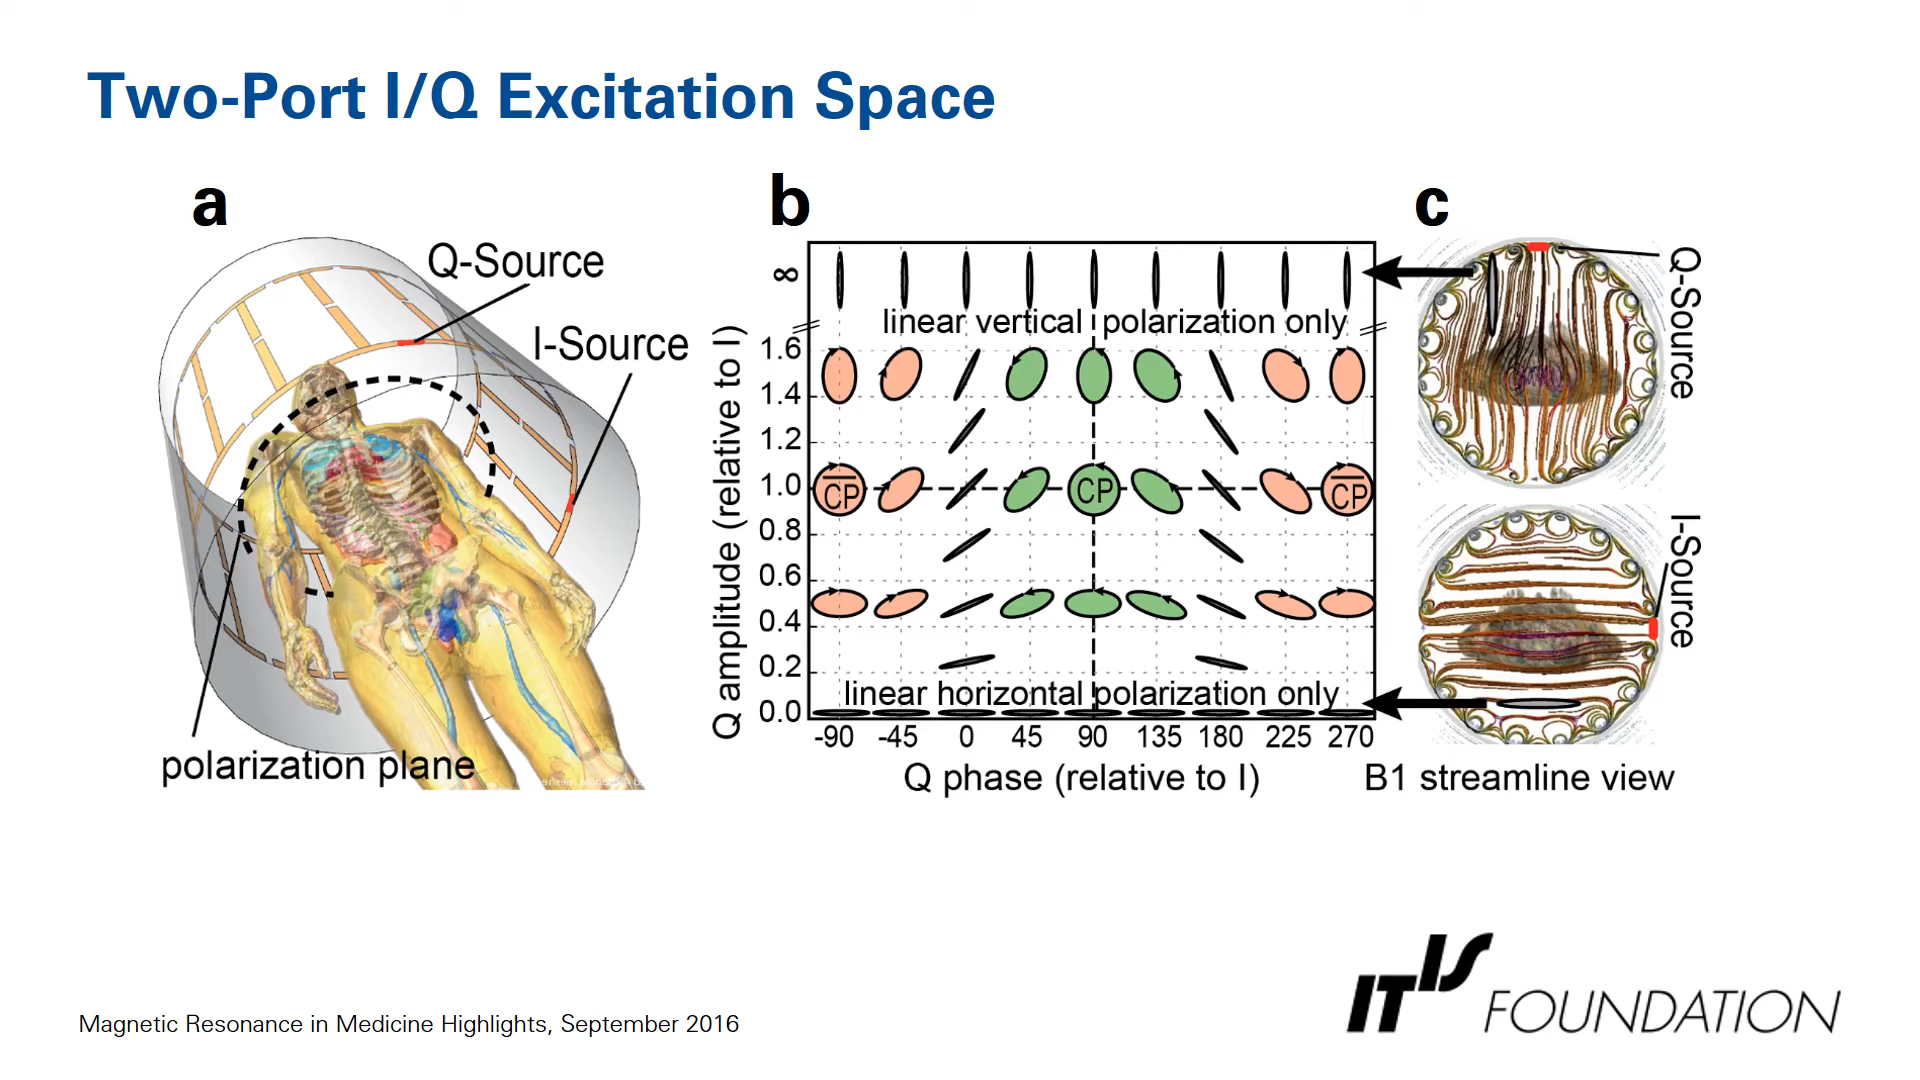 Two-Port I/Q Excitation Space
a
Q-Source
I-Source
polarization plane
b
Q amplitude (relative to I)
∞
linear vertical polarization only
1.6
1.4
1.2
1.0
0.8
0.6
0.4
0.2
0.0
CP
CP
CP
linear horizontal polarization only
-90 -45 0 45 90 135 180 225 270
Q phase (relative to I)
c
Q-Source
I-Source
B1 streamline view
Magnetic Resonance in Medicine Highlights, September 2016
IT'IS FOUNDATION